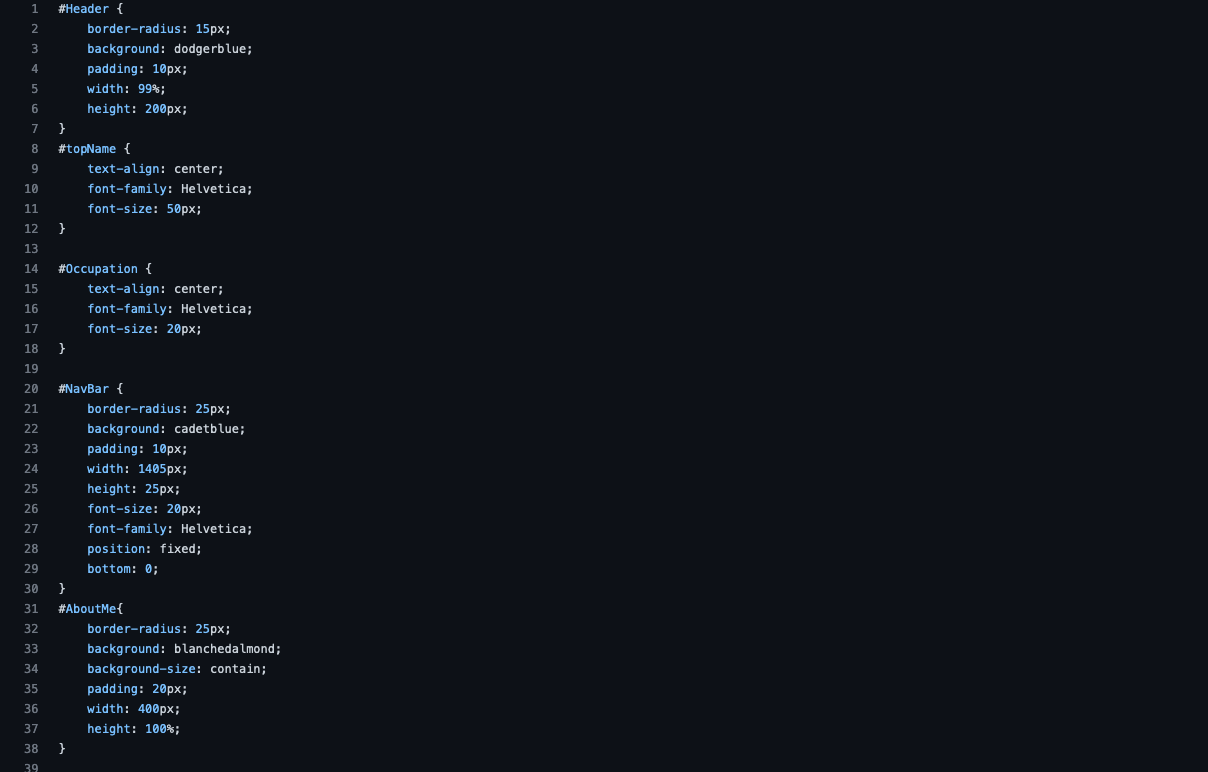 1 #Header {
2 border-radius: 15px;
3 background: dodgerblue;
4 padding: 10px;
5 width: 99%;
6 height: 200px;
7 }
8 #topName {
9 text-align: center;
10 font-family: Helvetica;
11 font-size: 50px;
12 }
13
14 #Occupation {
15 text-align: center;
16 font-family: Helvetica;
17 font-size: 20px;
18 }
19
20 #NavBar {
21 border-radius: 25px;
22 background: cadetblue;
23 padding: 10px;
24 width: 1405px;
25 height: 25px;
26 font-size: 20px;
27 font-family: Helvetica;
28 position: fixed;
29 bottom: 0;
30 }
31 #AboutMe{
32 border-radius: 25px;
33 background: blanchedalmond;
34 background-size: contain;
35 padding: 20px;
36 width: 400px;
37 height: 100%;
38 }
39